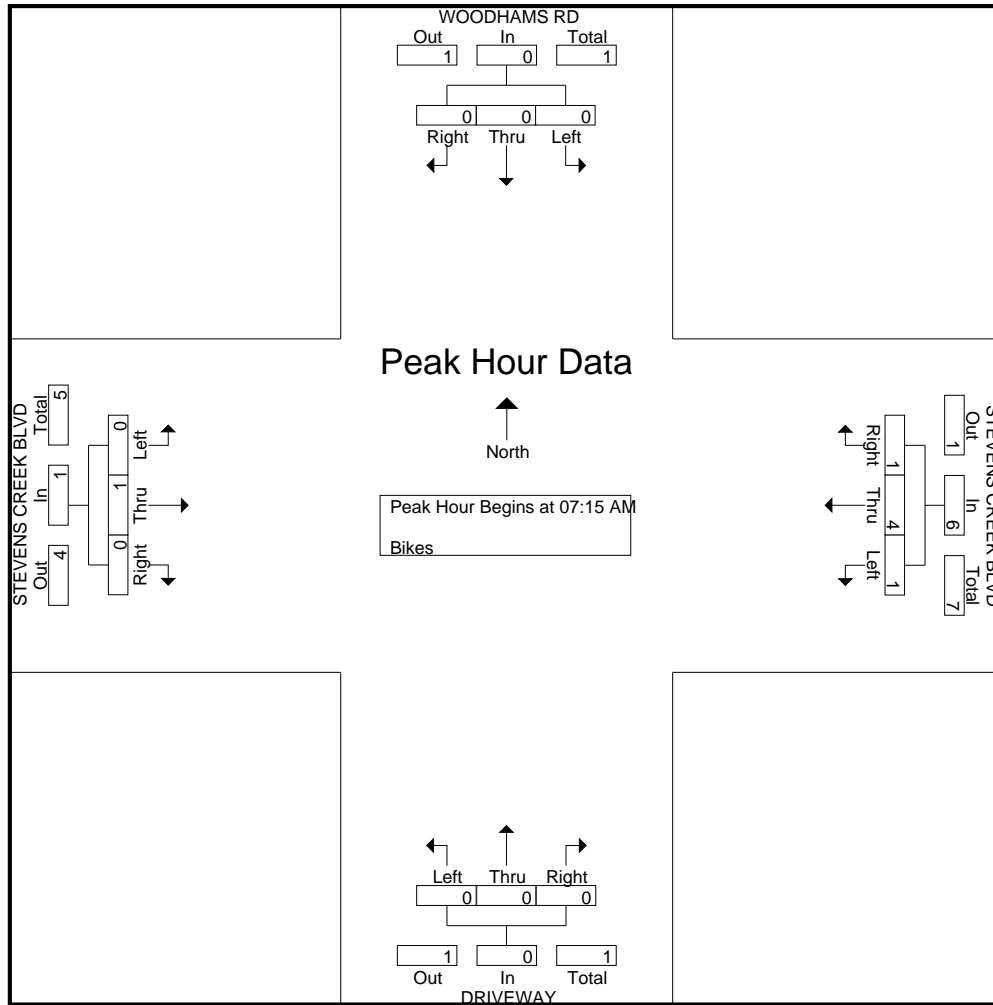 WOODHAMS RD
Out In Total
1 0 1
0 0 0
Right Thru Left
Peak Hour Data
North
Peak Hour Begins at 07:15 AM
Bikes
STEVENS CREEK BLVD
Out In Total
4 1 5
Left Thru Right
0 1 0
STEVENS CREEK BLVD
Out In Total
1 6 7
Right Thru Left
1 4 1
Left Thru Right
0 0 0
1 0 1
Out In Total
DRIVEWAY